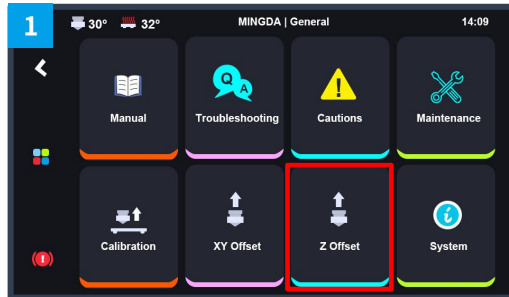 1
30° 32° MINGDA | General 14:09
Q A
Manual Troubleshooting Cautions Maintenance
Calibration XY Offset Z Offset System